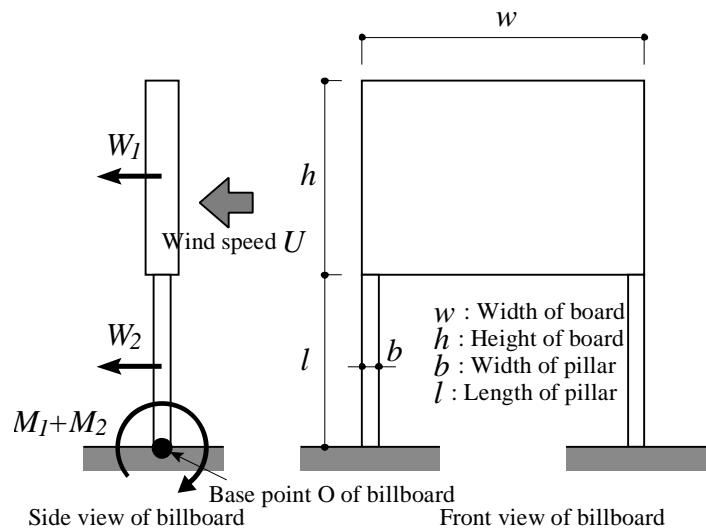 w
W1
h
Wind speed U
w : Width of board
h : Height of board
b : Width of pillar
l : Length of pillar
W2
l
b
M1+M2
Base point O of billboard
Side view of billboard
Front view of billboard